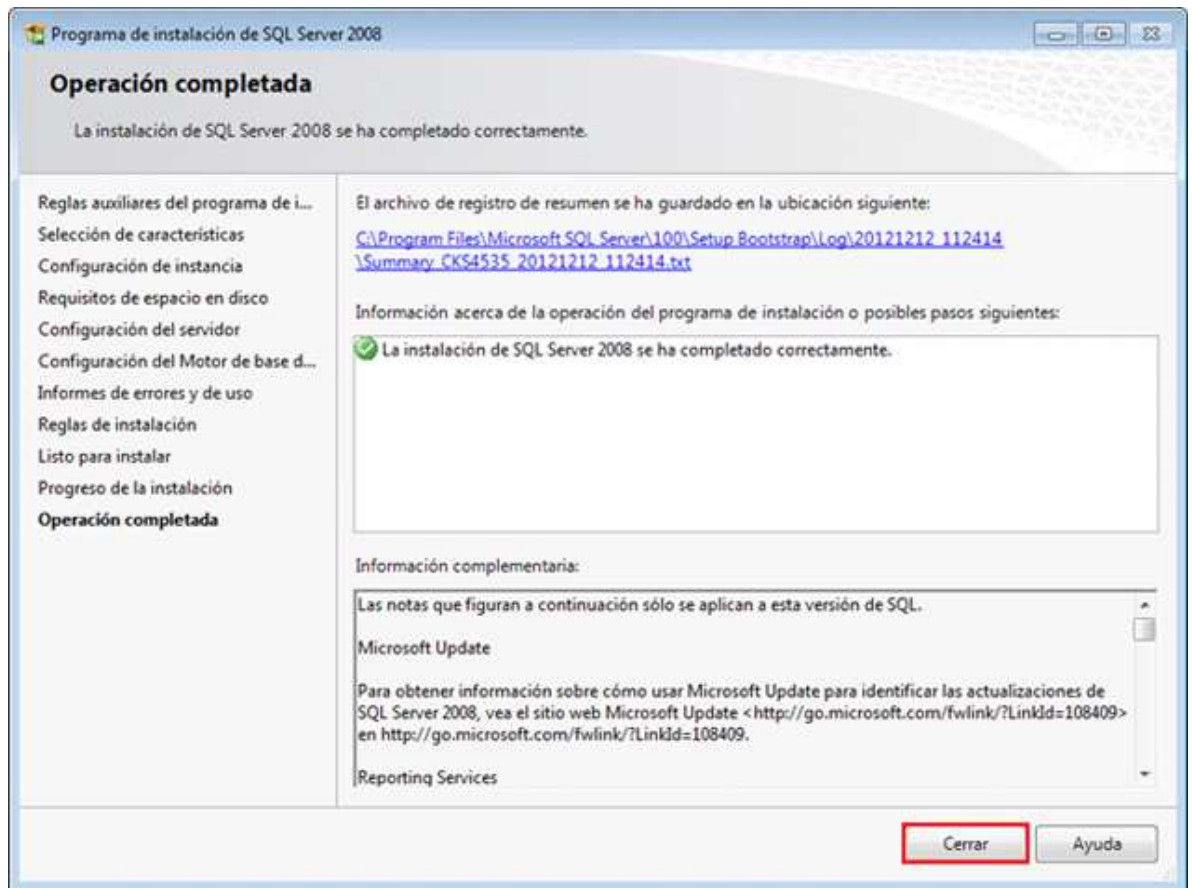 Programa de instalación de SQL Server 2008
Operación completada
La instalación de SQL Server 2008 se ha completado correctamente.
Reglas auxiliares del programa de i...
Selección de características
Configuración de instancia
Requisitos de espacio en disco
Configuración del servidor
Configuración del Motor de base d...
Informes de errores y de uso
Reglas de instalación
Listo para instalar
Progreso de la instalación
Operación completada
El archivo de registro de resumen se ha guardado en la ubicación siguiente:
C:\Program Files\Microsoft SQL Server\100\Setup Bootstrap\Log\20121212_112414
\Summary_CKS4535_20121212_112414.txt
Información acerca de la operación del programa de instalación o posibles pasos siguientes:
La instalación de SQL Server 2008 se ha completado correctamente.
Información complementaria:
Las notas que figuran a continuación sólo se aplican a esta versión de SQL.
Microsoft Update
Para obtener información sobre cómo usar Microsoft Update para identificar las actualizaciones de
SQL Server 2008, vea el sitio web Microsoft Update <http://go.microsoft.com/fwlink/?LinkId=108409>
en http://go.microsoft.com/fwlink/?LinkId=108409.
Reporting Services
Cerrar
Ayuda